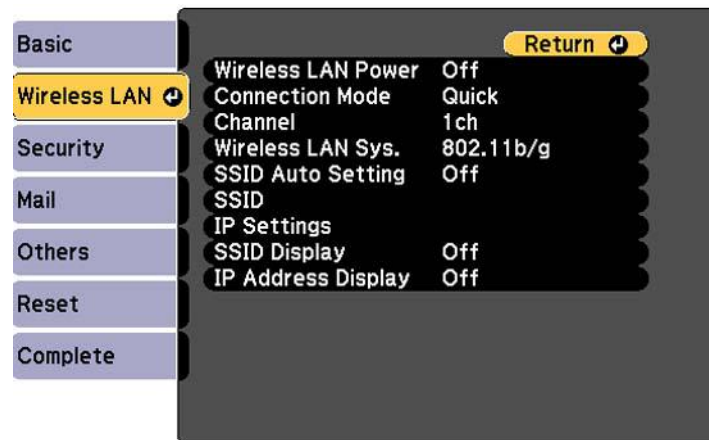 Basic
Wireless LAN
Security
Mail
Others
Reset
Complete
Return
Wireless LAN Power Off
Connection Mode Quick
Channel 1ch
Wireless LAN Sys. 802.11b/g
SSID Auto Setting Off
SSID
IP Settings
SSID Display Off
IP Address Display Off